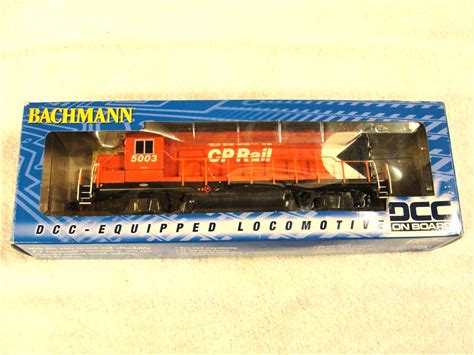 BACHMANN
5003
CP Rail
DCC-EQUIPPED LOCOMOTIVE
DCC
ON BOARD